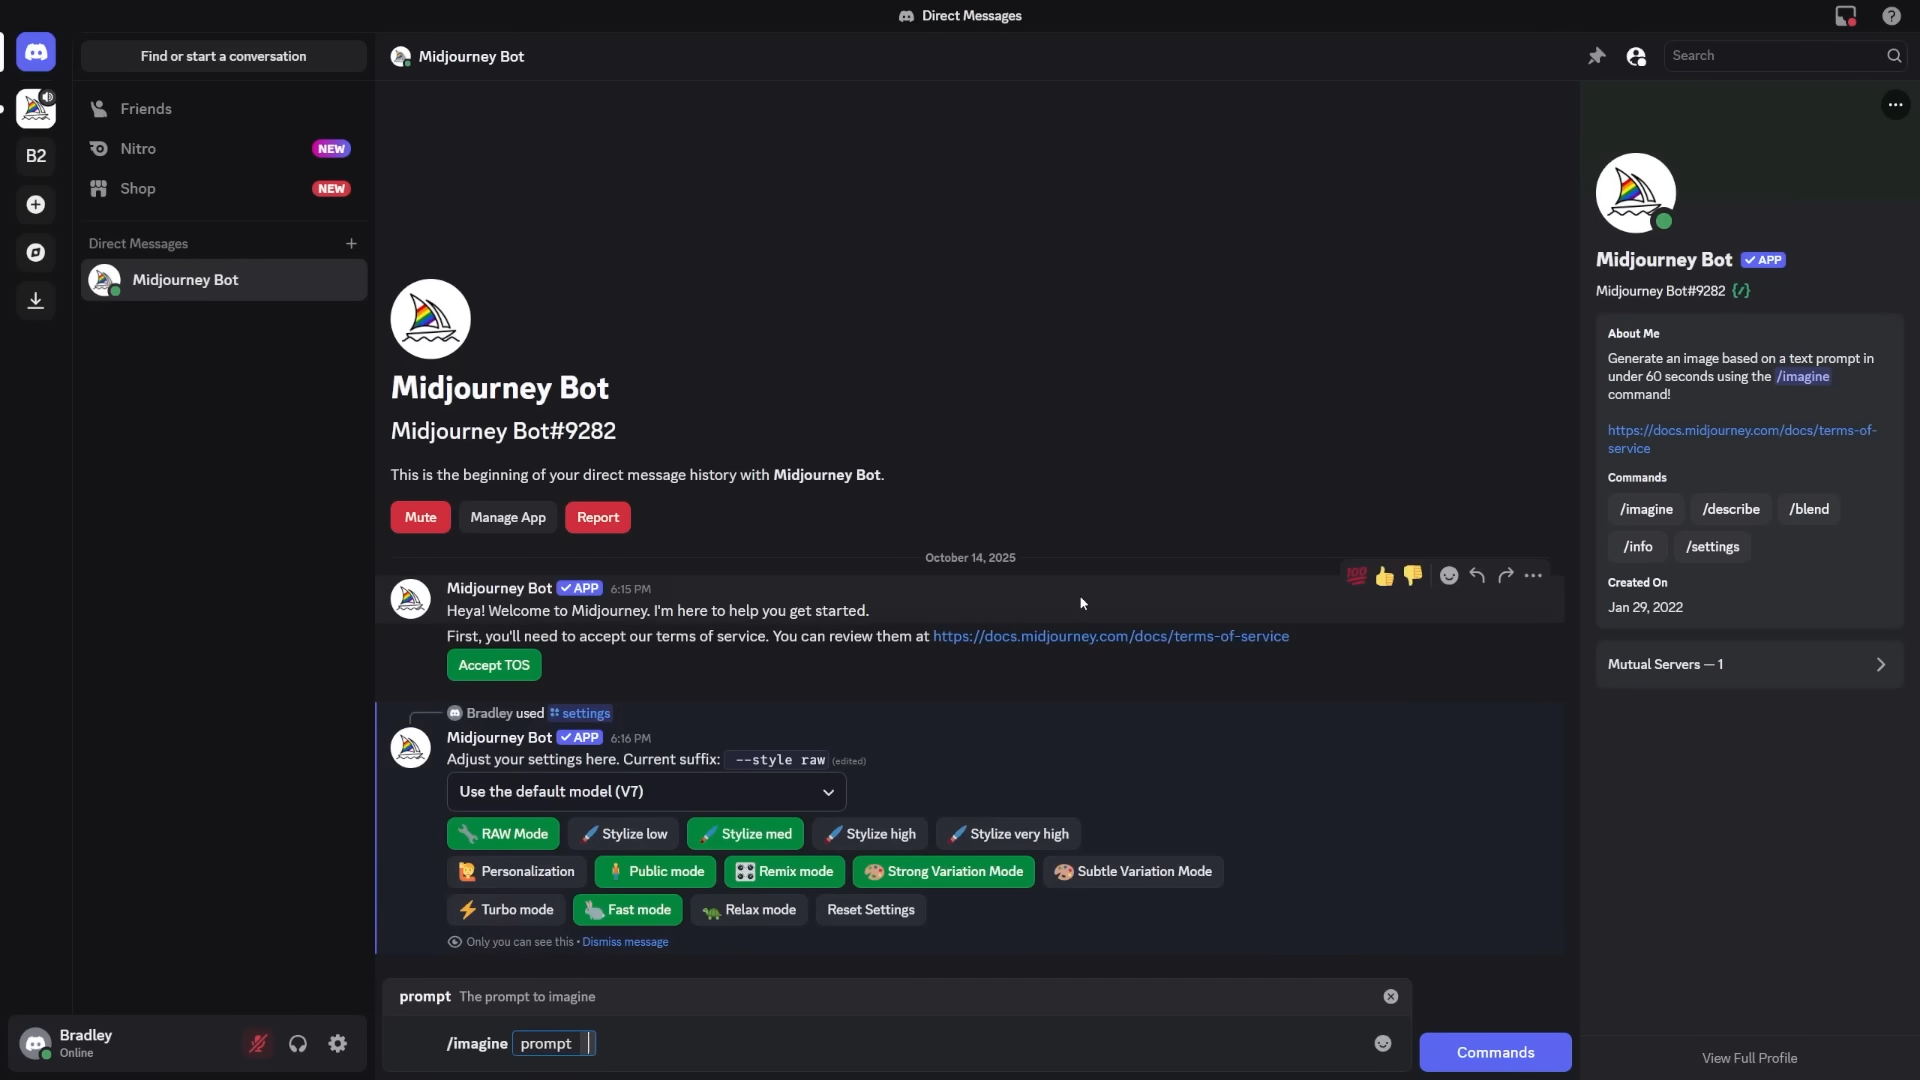 Direct Messages
Find or start a conversation
Midjourney Bot
Search
Friends
B2
Nitro NEW
Shop NEW
Direct Messages
Midjourney Bot
Midjourney Bot
Midjourney Bot#9282
This is the beginning of your direct message history with Midjourney Bot.
Mute Manage App Report
October 14, 2025
Midjourney Bot APP 6:15 PM
Heya! Welcome to Midjourney. I'm here to help you get started.
First, you'll need to accept our terms of service. You can review them at https://docs.midjourney.com/docs/terms-of-service
Accept TOS
Bradley used settings
Midjourney Bot APP 6:16 PM
Adjust your settings here. Current suffix: --style raw (edited)
Use the default model (V7)
RAW Mode Stylize low Stylize med Stylize high Stylize very high
Personalization Public mode Remix mode Strong Variation Mode Subtle Variation Mode
Turbo mode Fast mode Relax mode Reset Settings
Only you can see this • Dismiss message
prompt The prompt to imagine
/imagine prompt
Commands
Bradley
Online
Midjourney Bot APP
Midjourney Bot#9282
About Me
Generate an image based on a text prompt in
under 60 seconds using the /imagine
command!
https://docs.midjourney.com/docs/terms-of-
service
Commands
/imagine /describe /blend
/info /settings
Created On
Jan 29, 2022
Mutual Servers — 1
View Full Profile